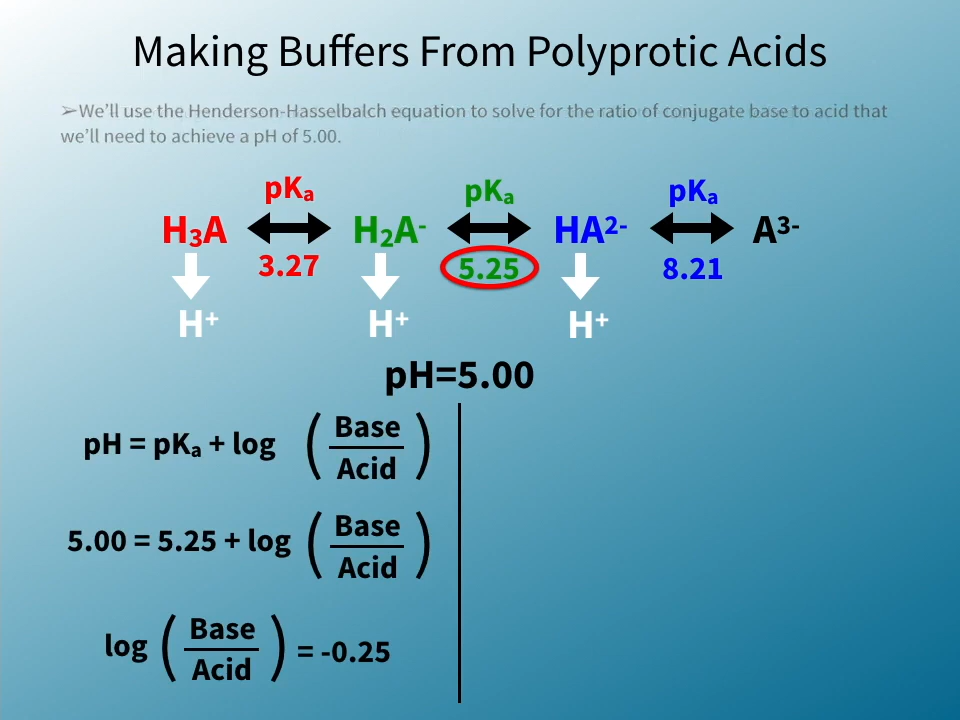 Making Buffers From Polyprotic Acids
➢We'll use the Henderson-Hasselbalch equation to solve for the ratio of conjugate base to acid that
we'll need to achieve a pH of 5.00.
pKₐ pKₐ pKₐ
H₃A H₂A⁻ HA²⁻ A³⁻
3.27 5.25 8.21
H⁺ H⁺ H⁺
pH=5.00
pH = pKₐ + log (Base/Acid)
5.00 = 5.25 + log (Base/Acid)
log (Base/Acid) = -0.25